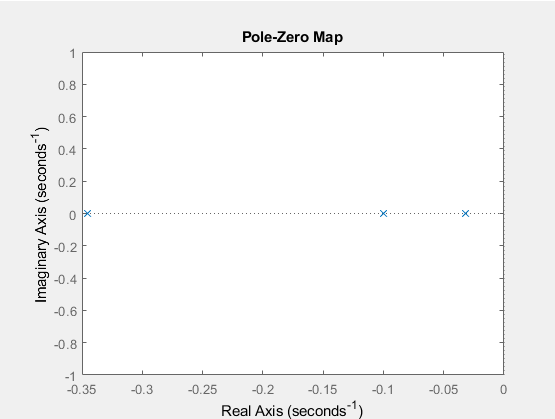 Pole-Zero Map
Imaginary Axis (seconds⁻¹)
1
0.8
0.6
0.4
0.2
0
-0.2
-0.4
-0.6
-0.8
-1
-0.35 -0.3 -0.25 -0.2 -0.15 -0.1 -0.05 0
Real Axis (seconds⁻¹)